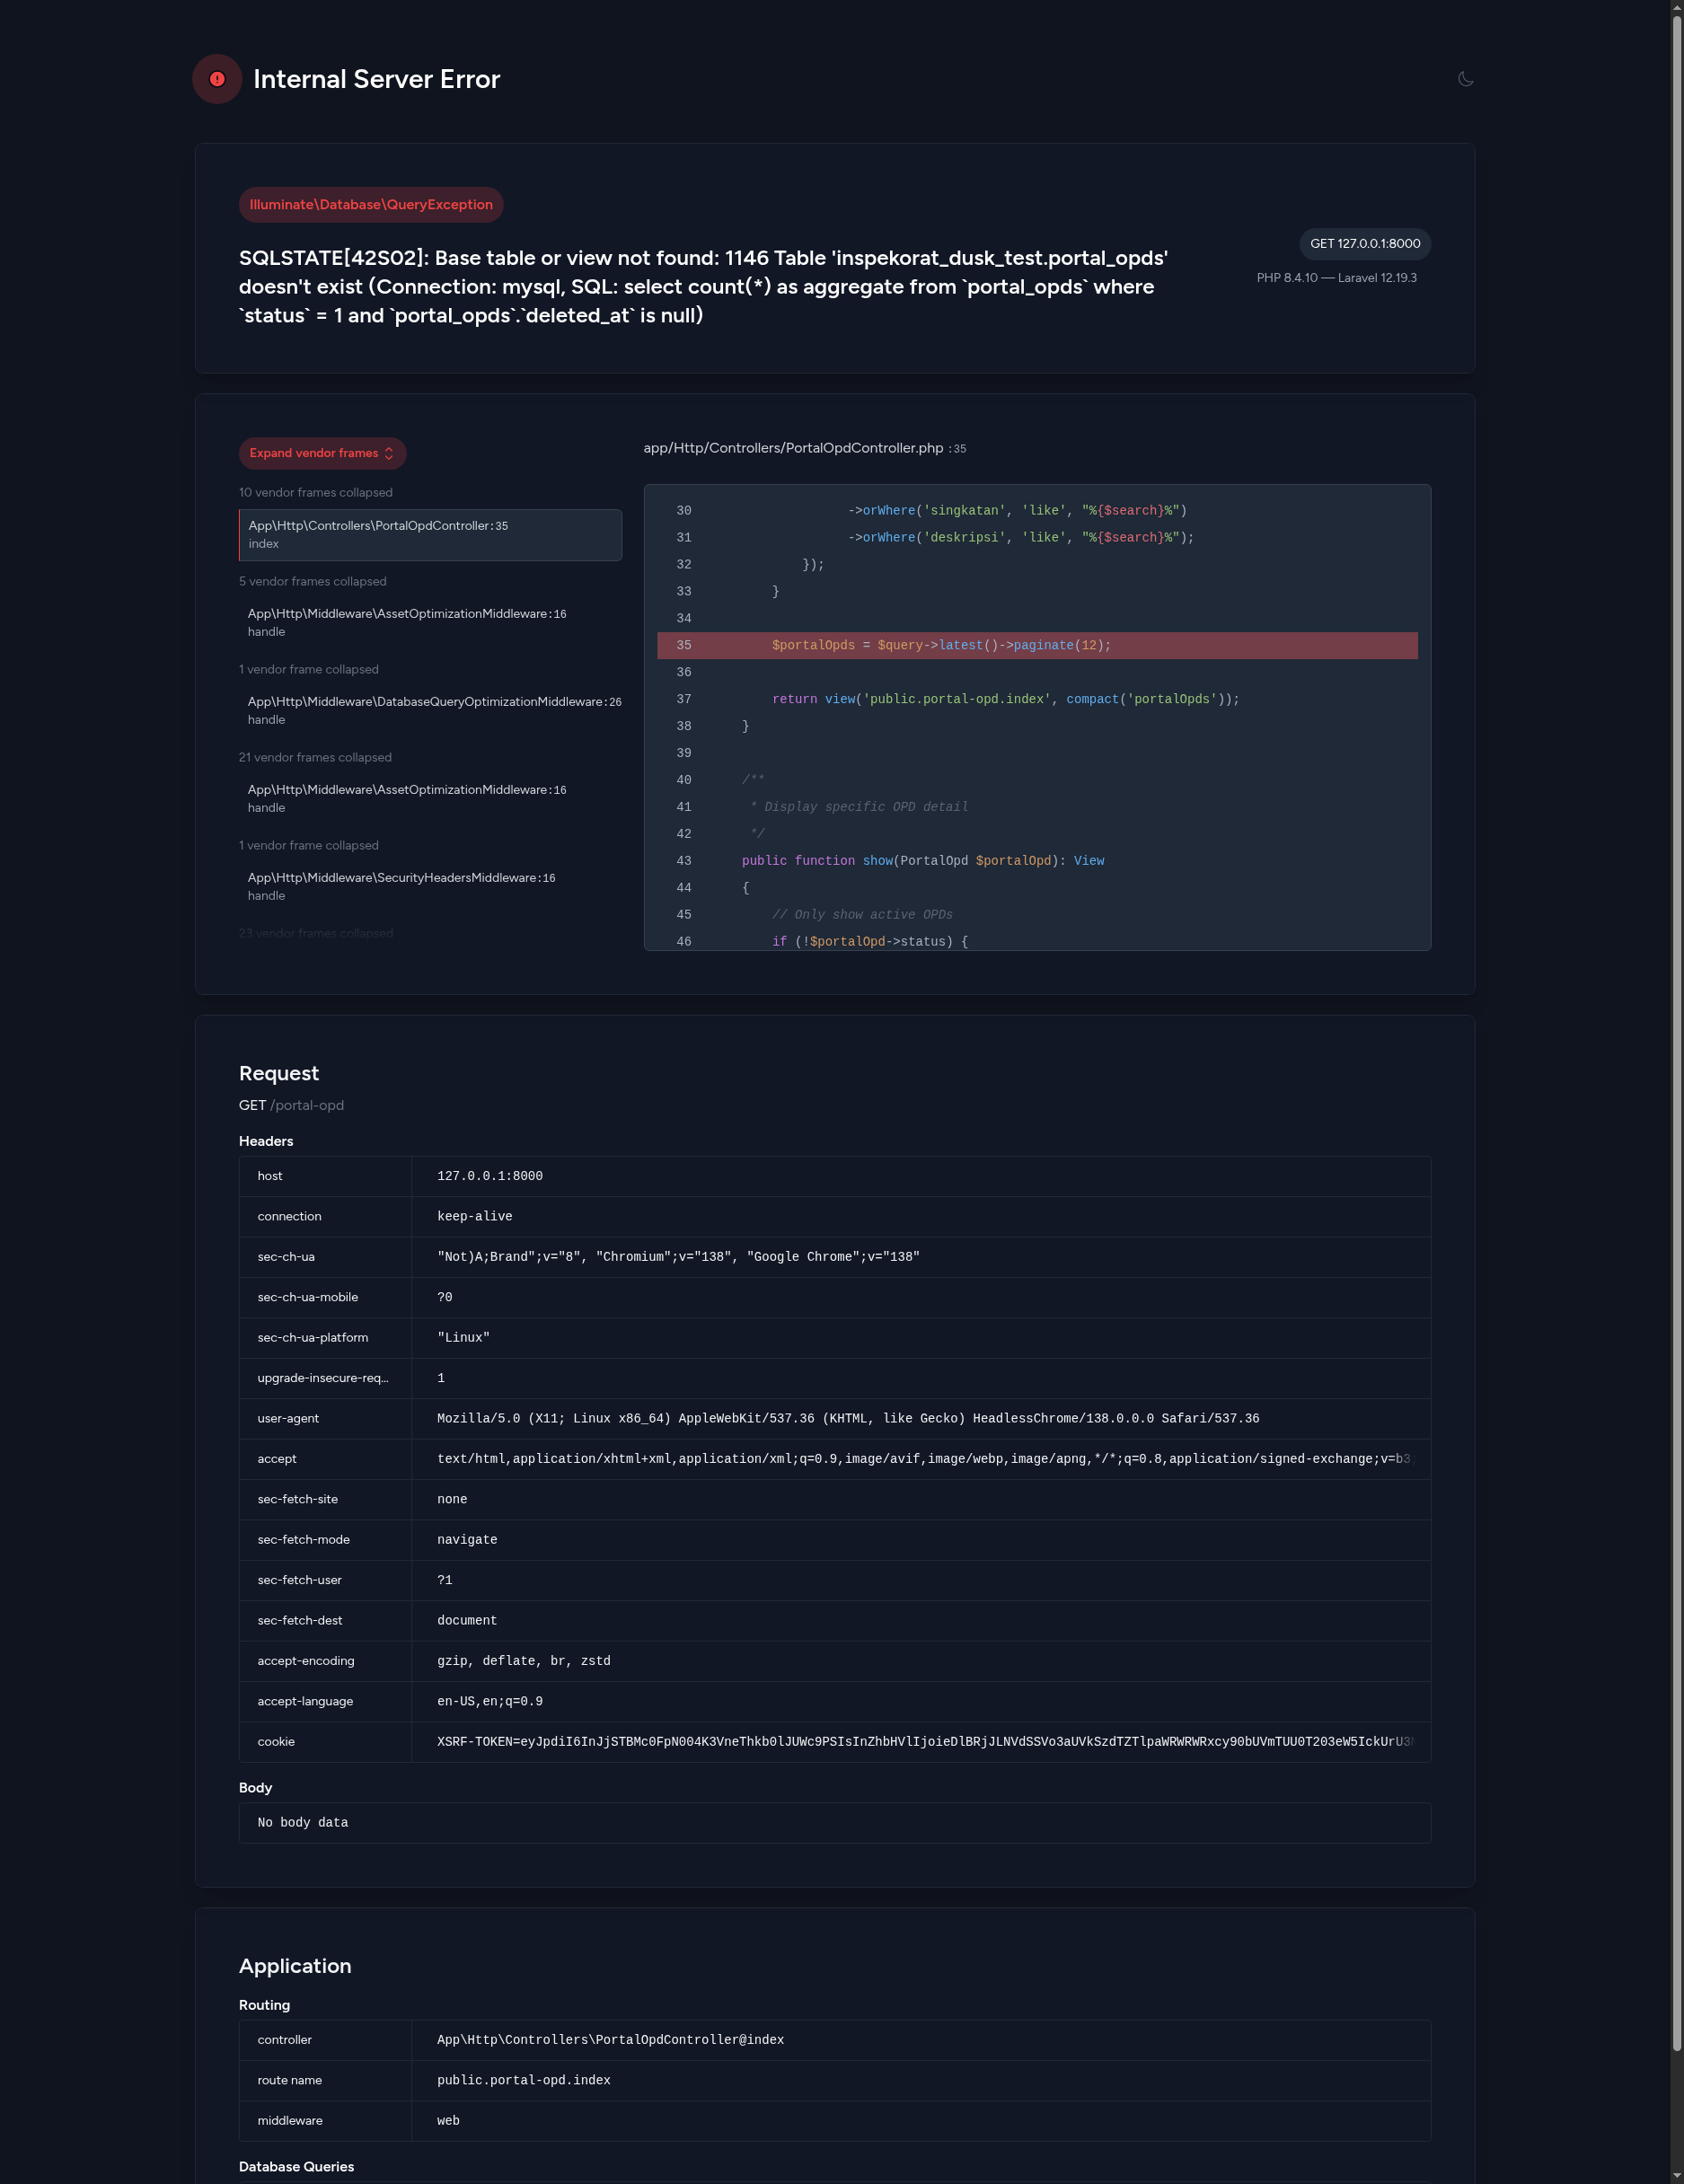 Internal Server Error
Illuminate\Database\QueryException
SQLSTATE[42S02]: Base table or view not found: 1146 Table 'inspekorat_dusk_test.portal_opds'
doesn't exist (Connection: mysql, SQL: select count(*) as aggregate from `portal_opds` where
`status` = 1 and `portal_opds`.`deleted_at` is null)
GET 127.0.0.1:8000
PHP 8.4.10 — Laravel 12.19.3
Expand vendor frames
10 vendor frames collapsed
App\Http\Controllers\PortalOpdController:35
index
5 vendor frames collapsed
App\Http\Middleware\AssetOptimizationMiddleware:16
handle
1 vendor frame collapsed
App\Http\Middleware\DatabaseQueryOptimizationMiddleware:26
handle
21 vendor frames collapsed
App\Http\Middleware\AssetOptimizationMiddleware:16
handle
1 vendor frame collapsed
App\Http\Middleware\SecurityHeadersMiddleware:16
handle
23 vendor frames collapsed
app/Http/Controllers/PortalOpdController.php :35
30 ->orWhere('singkatan', 'like', "%{$search}%")
31 ->orWhere('deskripsi', 'like', "%{$search}%");
32 });
33 }
34
35 $portalOpds = $query->latest()->paginate(12);
36
37 return view('public.portal-opd.index', compact('portalOpds'));
38 }
39
40 /**
41 * Display specific OPD detail
42 */
43 public function show(PortalOpd $portalOpd): View
44 {
45 // Only show active OPDs
46 if (!$portalOpd->status) {
Request
GET /portal-opd
Headers
host 127.0.0.1:8000
connection keep-alive
sec-ch-ua "Not)A;Brand";v="8", "Chromium";v="138", "Google Chrome";v="138"
sec-ch-ua-mobile ?0
sec-ch-ua-platform "Linux"
upgrade-insecure-req... 1
user-agent Mozilla/5.0 (X11; Linux x86_64) AppleWebKit/537.36 (KHTML, like Gecko) HeadlessChrome/138.0.0.0 Safari/537.36
accept text/html,application/xhtml+xml,application/xml;q=0.9,image/avif,image/webp,image/apng,*/*;q=0.8,application/signed-exchange;v=b3;
sec-fetch-site none
sec-fetch-mode navigate
sec-fetch-user ?1
sec-fetch-dest document
accept-encoding gzip, deflate, br, zstd
accept-language en-US,en;q=0.9
cookie
Body
No body data
Application
Routing
controller App\Http\Controllers\PortalOpdController@index
route name public.portal-opd.index
middleware web
Database Queries